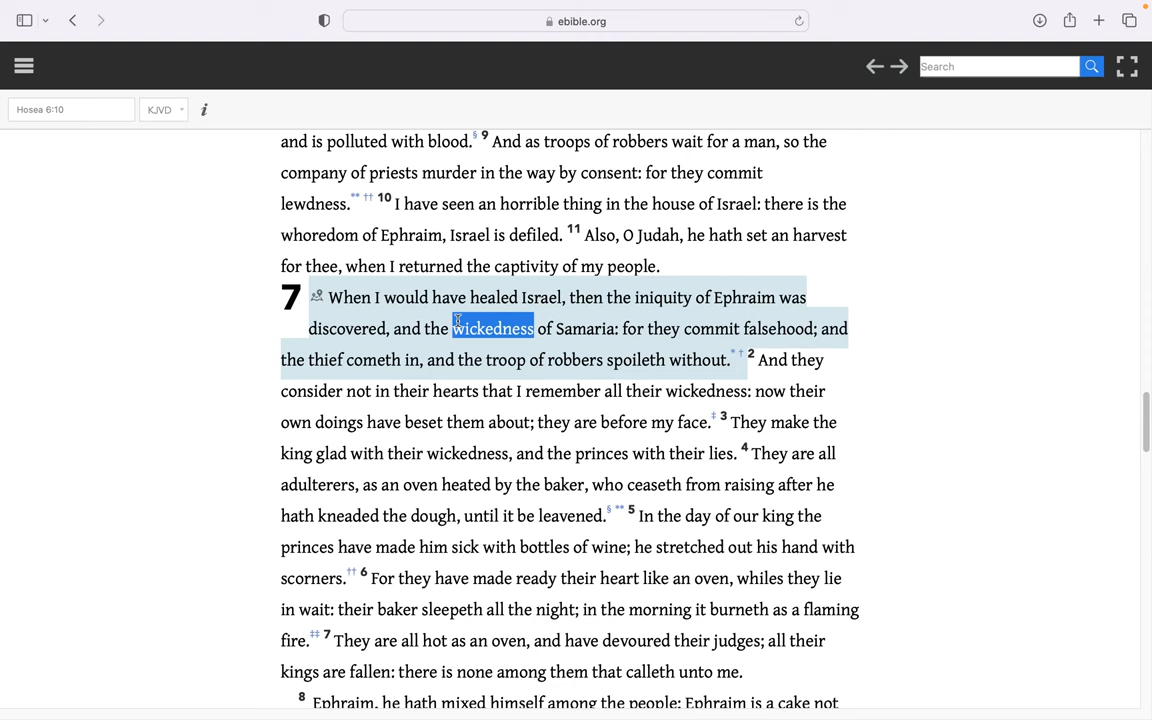 ebible.org
Search
Hosea 6:10
KJVD
i
and is polluted with blood.§ 9 And as troops of robbers wait for a man, so the
company of priests murder in the way by consent: for they commit
lewdness.** †† 10 I have seen an horrible thing in the house of Israel: there is the
whoredom of Ephraim, Israel is defiled. 11 Also, O Judah, he hath set an harvest
for thee, when I returned the captivity of my people.
7 When I would have healed Israel, then the iniquity of Ephraim was
discovered, and the wickedness of Samaria: for they commit falsehood; and
the thief cometh in, and the troop of robbers spoileth without.* † 2 And they
consider not in their hearts that I remember all their wickedness: now their
own doings have beset them about; they are before my face.‡ 3 They make the
king glad with their wickedness, and the princes with their lies. 4 They are all
adulterers, as an oven heated by the baker, who ceaseth from raising after he
hath kneaded the dough, until it be leavened.§ ** 5 In the day of our king the
princes have made him sick with bottles of wine; he stretched out his hand with
scorners.†† 6 For they have made ready their heart like an oven, whiles they lie
in wait: their baker sleepeth all the night; in the morning it burneth as a flaming
fire.‡‡ 7 They are all hot as an oven, and have devoured their judges; all their
kings are fallen: there is none among them that calleth unto me.
8 Ephraim, he hath mixed himself among the people; Ephraim is a cake not